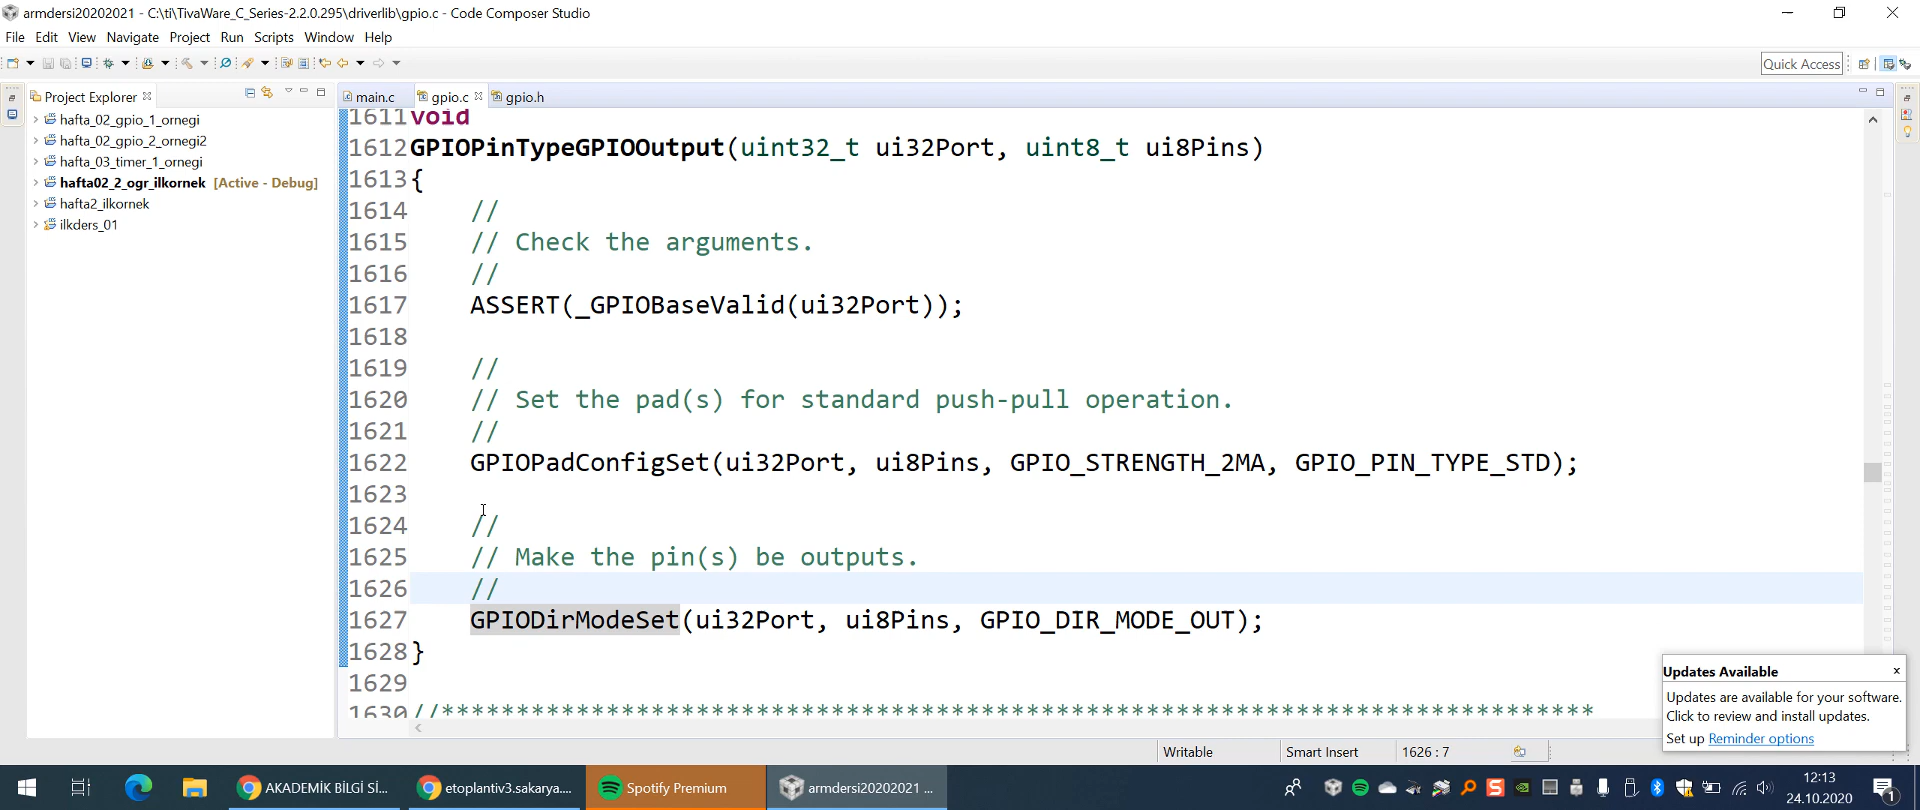 armdersi20202021 - C:\ti\TivaWare_C_Series-2.2.0.295\driverlib\gpio.c - Code Composer Studio
File Edit View Navigate Project Run Scripts Window Help
Quick Access
Project Explorer
main.c gpio.c gpio.h
hafta_02_gpio_1_ornegi
hafta_02_gpio_2_ornegi2
hafta_03_timer_1_ornegi
hafta02_2_ogr_ilkornek [Active - Debug]
hafta2_ilkornek
ilkders_01
1611 void
1612 GPIOPinTypeGPIOOutput(uint32_t ui32Port, uint8_t ui8Pins)
1613 {
1614 //
1615 // Check the arguments.
1616 //
1617 ASSERT(_GPIOBaseValid(ui32Port));
1618
1619 //
1620 // Set the pad(s) for standard push-pull operation.
1621 //
1622 GPIOPadConfigSet(ui32Port, ui8Pins, GPIO_STRENGTH_2MA, GPIO_PIN_TYPE_STD);
1623
1624 //
1625 // Make the pin(s) be outputs.
1626 //
1627 GPIODirModeSet(ui32Port, ui8Pins, GPIO_DIR_MODE_OUT);
1628 }
1629
1630 //******************************************************************************
Updates Available x
Updates are available for your software.
Click to review and install updates.
Set up Reminder options
Writable Smart Insert 1626 : 7
AKADEMİK BİLGİ Sİ... etoplantiv3.sakarya.... Spotify Premium armdersi20202021 ...
12:13
24.10.2020
1